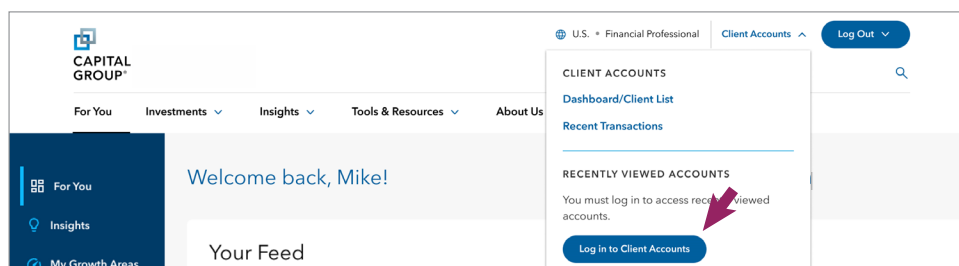 U.S. • Financial Professional
Client Accounts
Log Out
CAPITAL
GROUP®
For You
Investments
Insights
Tools & Resources
About Us
CLIENT ACCOUNTS
Dashboard/Client List
Recent Transactions
RECENTLY VIEWED ACCOUNTS
You must log in to access viewed
accounts.
Log in to Client Accounts
For You
Insights
My Growth Areas
Welcome back, Mike!
Your Feed